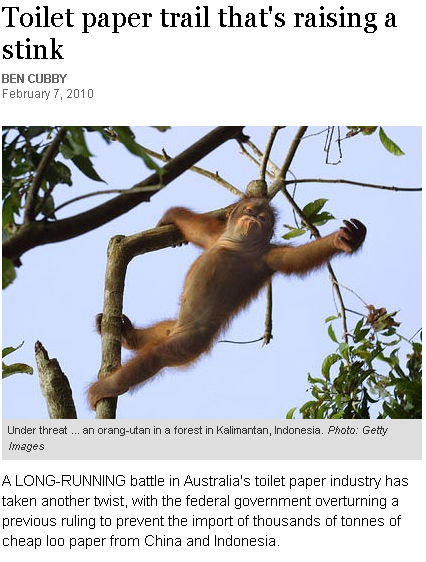 Toilet paper trail that's raising a
stink
BEN CUBBY
February 7, 2010
Under threat ... an orang-utan in a forest in Kalimantan, Indonesia. Photo: Getty
Images
A LONG-RUNNING battle in Australia's toilet paper industry has
taken another twist, with the federal government overturning a
previous ruling to prevent the import of thousands of tonnes of
cheap loo paper from China and Indonesia.